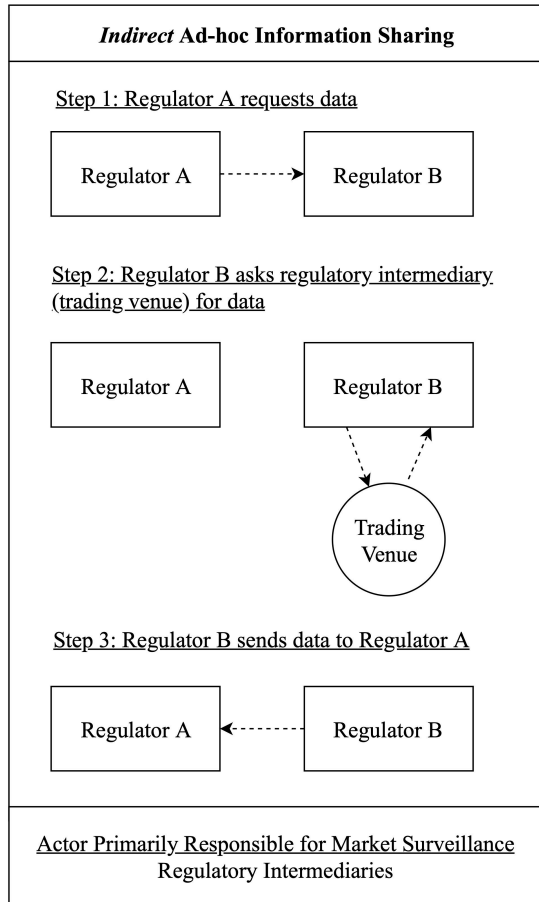 Indirect Ad-hoc Information Sharing
Step 1: Regulator A requests data
Regulator A
Regulator B
Step 2: Regulator B asks regulatory intermediary
(trading venue) for data
Regulator A
Regulator B
Trading
Venue
Step 3: Regulator B sends data to Regulator A
Regulator A
Regulator B
Actor Primarily Responsible for Market Surveillance
Regulatory Intermediaries